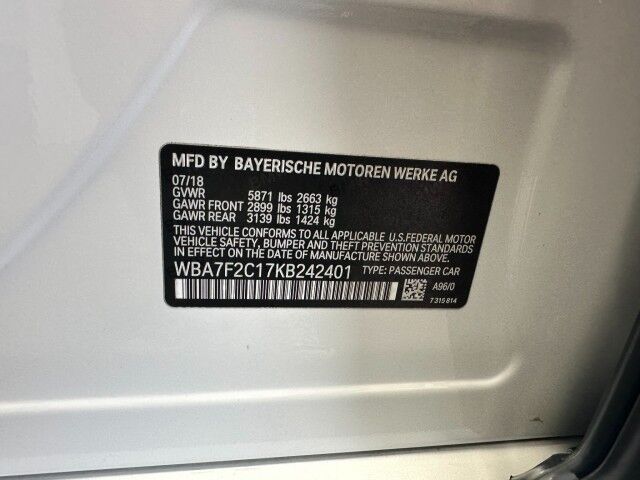 MFD BY BAYERISCHE MOTOREN WERKE AG
07/18
GVWR 5871 lbs 2663 kg
GAWR FRONT 2899 lbs 1315 kg
GAWR REAR 3139 lbs 1424 kg
THIS VEHICLE CONFORMS TO ALL APPLICABLE U.S.FEDERAL MOTOR
VEHICLE SAFETY, BUMPER AND THEFT PREVENTION STANDARDS
IN EFFECT ON THE DATE OF MANUFACTURE SHOWN ABOVE.
WBA7F2C17KB242401 TYPE: PASSENGER CAR
A96/0
7 315 814